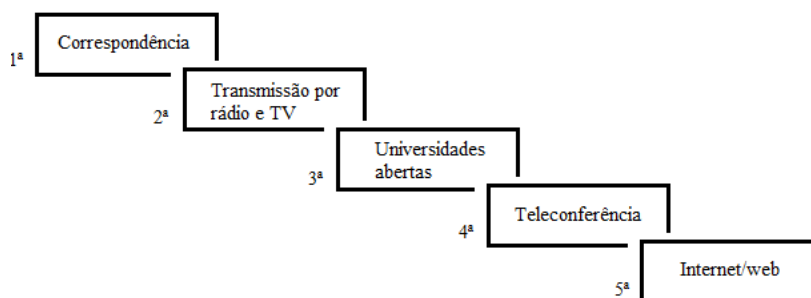 1ª
Correspondência
2ª
Transmissão por
rádio e TV
3ª
Universidades
abertas
4ª
Teleconferência
5ª
Internet/web